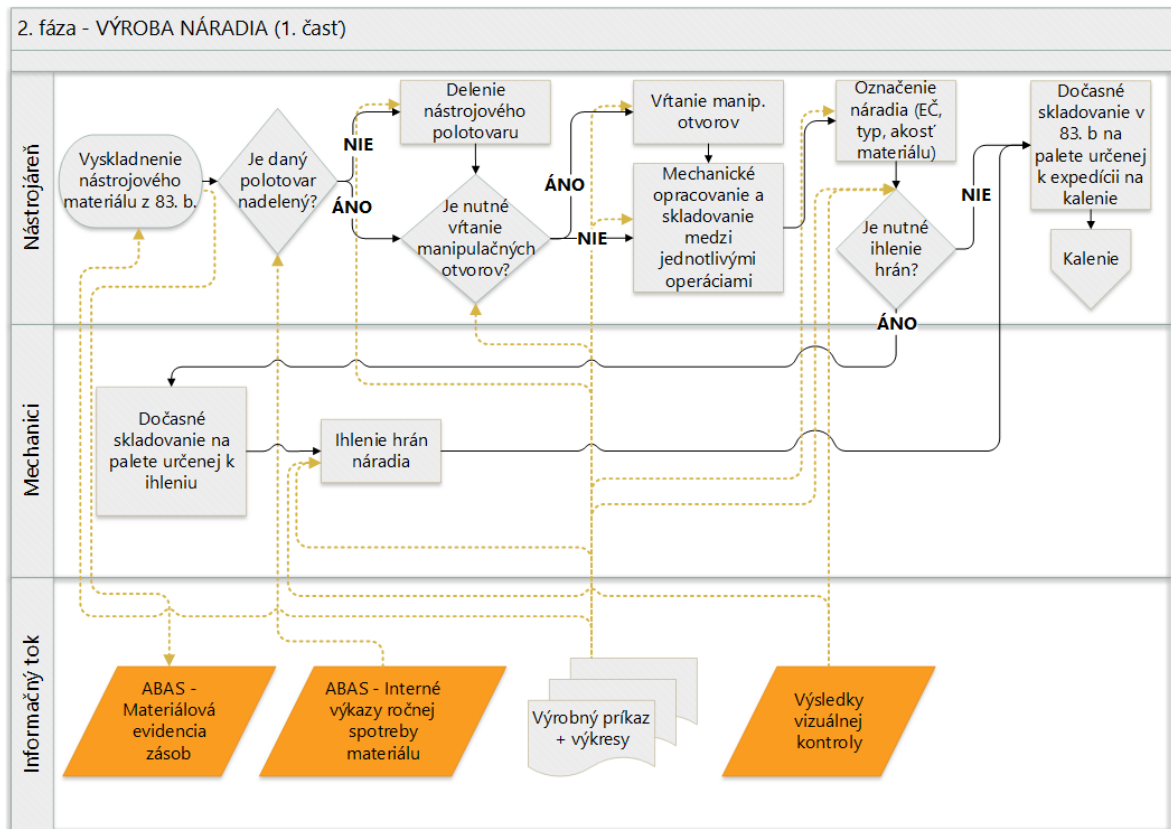 2. fáza - VÝROBA NÁRADIA (1. časť)
Nástrojáreň
Vyskladnenie
nástrojového
materiálu z 83. b.
Je daný
polotovar
nadelený?
NIE
ÁNO
Delenie
nástrojového
polotovaru
Je nutné
vŕtanie
manipulačných
otvorov?
ÁNO
NIE
Vŕtanie manip.
otvorov
Mechanické
opracovanie a
skladovanie
medzi
jednotlivými
operáciami
Označenie
náradia (EČ,
typ, akosť
materiálu)
Je nutné
ihlenie
hrán?
NIE
ÁNO
Dočasné
skladovanie v
83. b na
palete určenej
k expedícii na
kalenie
Kalenie
Mechanici
Dočasné
skladovanie na
palete určenej k
ihleniu
Ihlenie hrán
náradia
Informačný tok
ABAS -
Materiálová
evidencia
zásob
ABAS - Interné
výkazy ročnej
spotreby
materiálu
Výrobný príkaz
+ výkresy
Výsledky
vizuálnej
kontroly